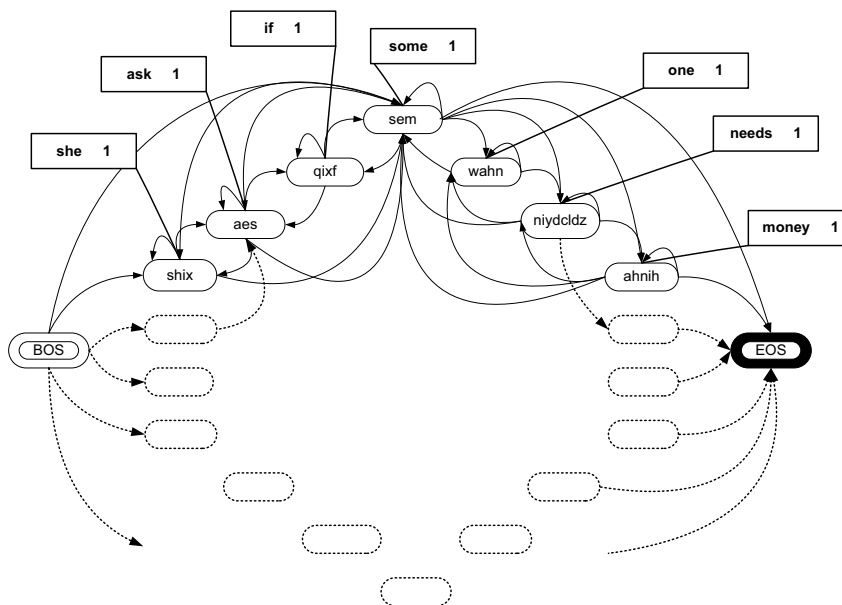 if 1
some 1
ask 1
one 1
she 1
needs 1
money 1
sem
qixf
wahn
aes
niydcldz
shix
ahnih
BOS
EOS